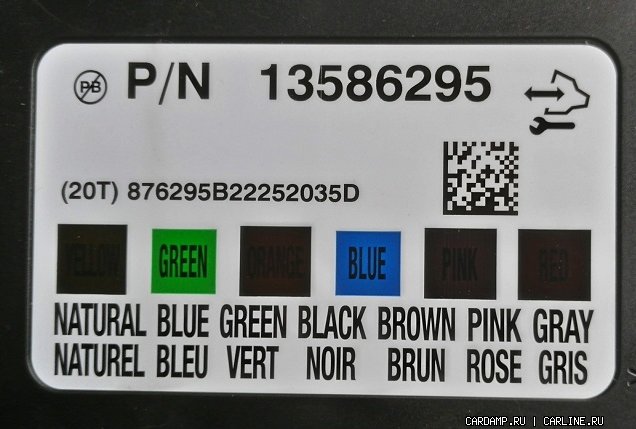 PB P/N 13586295
(20T) 876295B22252035D
YELLOW GREEN ORANGE BLUE PINK RED
NATURAL BLUE GREEN BLACK BROWN PINK GRAY
NATUREL BLEU VERT NOIR BRUN ROSE GRIS
CARDAMP.RU | CARLINE.RU